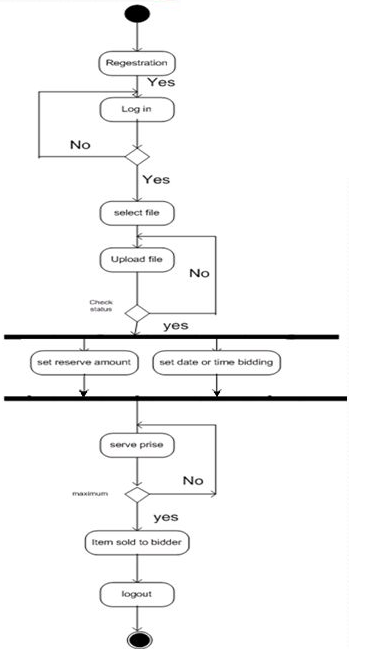 Regestration
Yes
Log in
No
Yes
select file
Upload file
No
Check
status
yes
set reserve amount
set date or time bidding
serve prise
No
maximum
yes
Item sold to bidder
logout